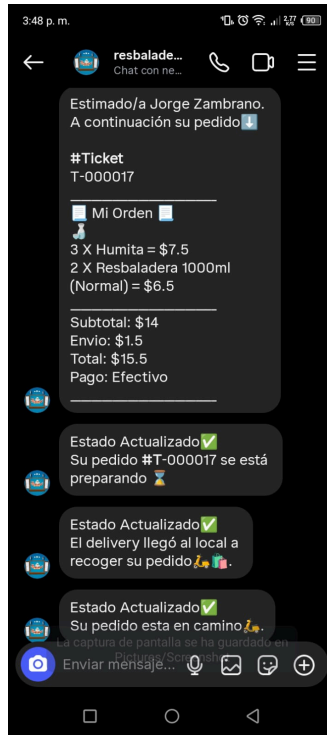 3:48 p. m.
2,77 K/s 90
resbalade...
Chat con ne...
Estimado/a Jorge Zambrano.
A continuación su pedido⬇️
#Ticket
T-000017
📃 Mi Orden 📃
3 X Humita = $7.5
2 X Resbaladera 1000ml
(Normal) = $6.5
Subtotal: $14
Envio: $1.5
Total: $15.5
Pago: Efectivo
Estado Actualizado✅
Su pedido #T-000017 se está
preparando ⌛
Estado Actualizado✅
El delivery llegó al local a
recoger su pedido🛵🛍️.
Estado Actualizado✅
Su pedido esta en camino🛵.
La captura de pantalla se ha guardado en
Pictures/Screenshots
Enviar mensaje...